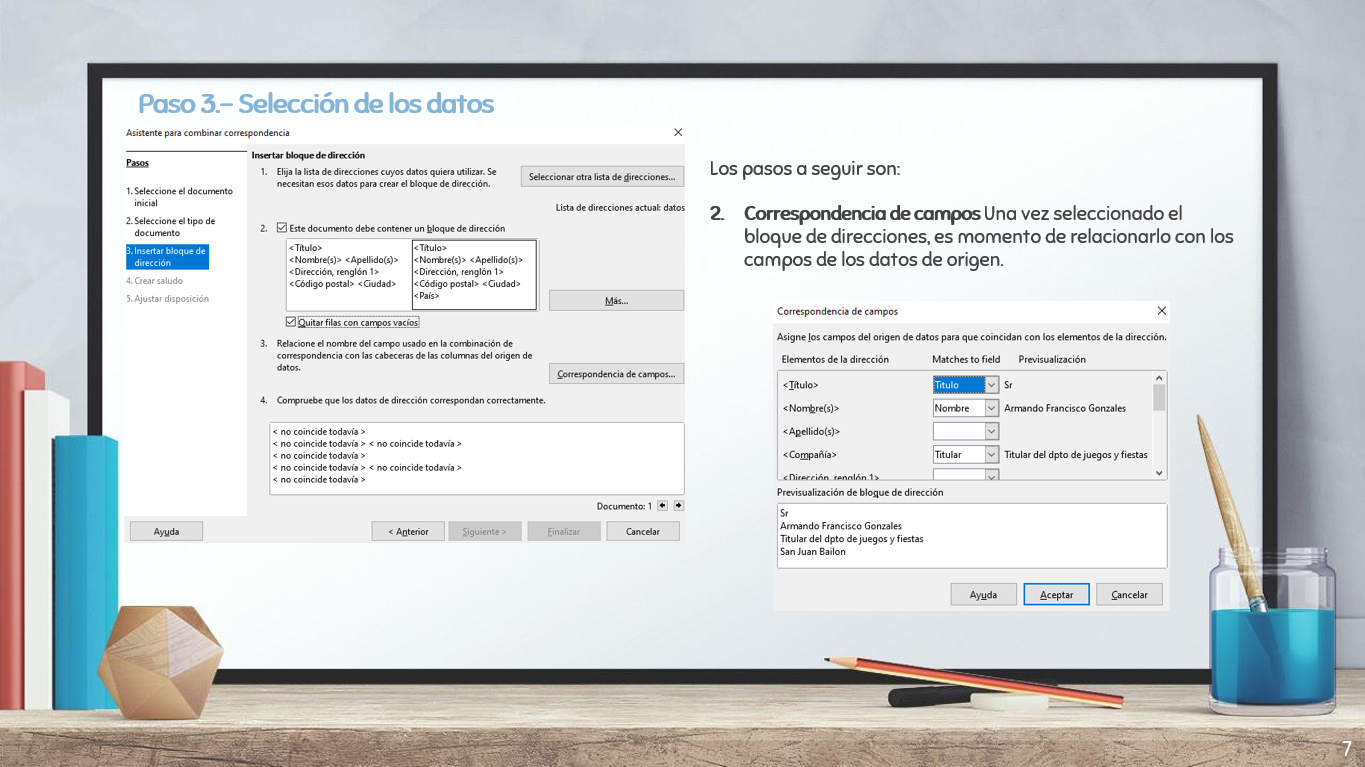 Paso 3.- Selección de los datos
Asistente para combinar correspondencia
Pasos
1. Seleccione el documento
inicial
2. Seleccione el tipo de
documento
3. Insertar bloque de
dirección
4. Crear saludo
5. Ajustar disposición
Insertar bloque de dirección
1. Elija la lista de direcciones cuyos datos quiera utilizar. Se
necesitan esos datos para crear el bloque de dirección.
Seleccionar otra lista de direcciones...
Lista de direcciones actual: datos
2. Este documento debe contener un bloque de dirección
<Título>
<Nombre(s)> <Apellido(s)>
<Dirección, renglón 1>
<Código postal> <Ciudad>
<Título>
<Nombre(s)> <Apellido(s)>
<Dirección, renglón 1>
<Código postal> <Ciudad>
<País>
Más...
Quitar filas con campos vacíos
3. Relacione el nombre del campo usado en la combinación de
correspondencia con las cabeceras de las columnas del origen de
datos.
Correspondencia de campos...
4. Compruebe que los datos de dirección correspondan correctamente.
< no coincide todavía >
< no coincide todavía > < no coincide todavía >
< no coincide todavía >
< no coincide todavía > < no coincide todavía >
< no coincide todavía >
Documento: 1
Ayuda
< Anterior
Siguiente >
Finalizar
Cancelar
Los pasos a seguir son:
2. Correspondencia de campos Una vez seleccionado el
bloque de direcciones, es momento de relacionarlo con los
campos de los datos de origen.
Correspondencia de campos
Asigne los campos del origen de datos para que coincidan con los elementos de la dirección.
Elementos de la dirección Matches to field Previsualización
<Título> Titulo Sr
<Nombre(s)> Nombre Armando Francisco Gonzales
<Apellido(s)>
<Compañía> Titular Titular del dpto de juegos y fiestas
<Dirección, renglón 1>
Previsualización de bloque de dirección
Sr
Armando Francisco Gonzales
Titular del dpto de juegos y fiestas
San Juan Bailon
Ayuda
Aceptar
Cancelar
7